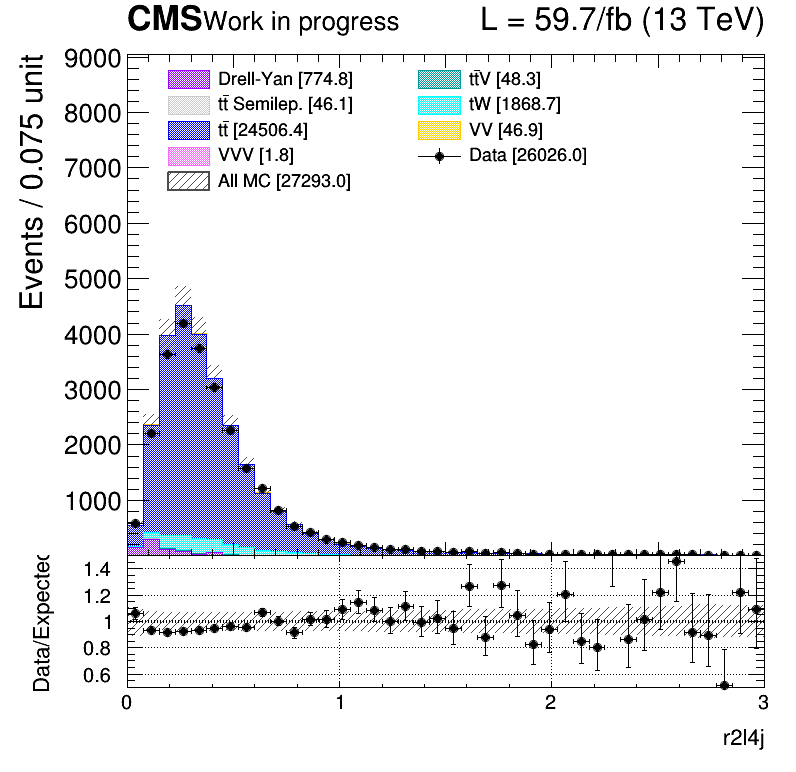 CMS Work in progress L = 59.7/fb (13 TeV)
Events / 0.075 unit
9000
8000
7000
6000
5000
4000
3000
2000
1000
Drell-Yan [774.8]
tt̄ Semilep. [46.1]
tt̄ [24506.4]
VVV [1.8]
All MC [27293.0]
tt̄V [48.3]
tW [1868.7]
VV [46.9]
Data [26026.0]
Data/Expected
1.4
1.2
1
0.8
0.6
0 1 2 3
r2l4j